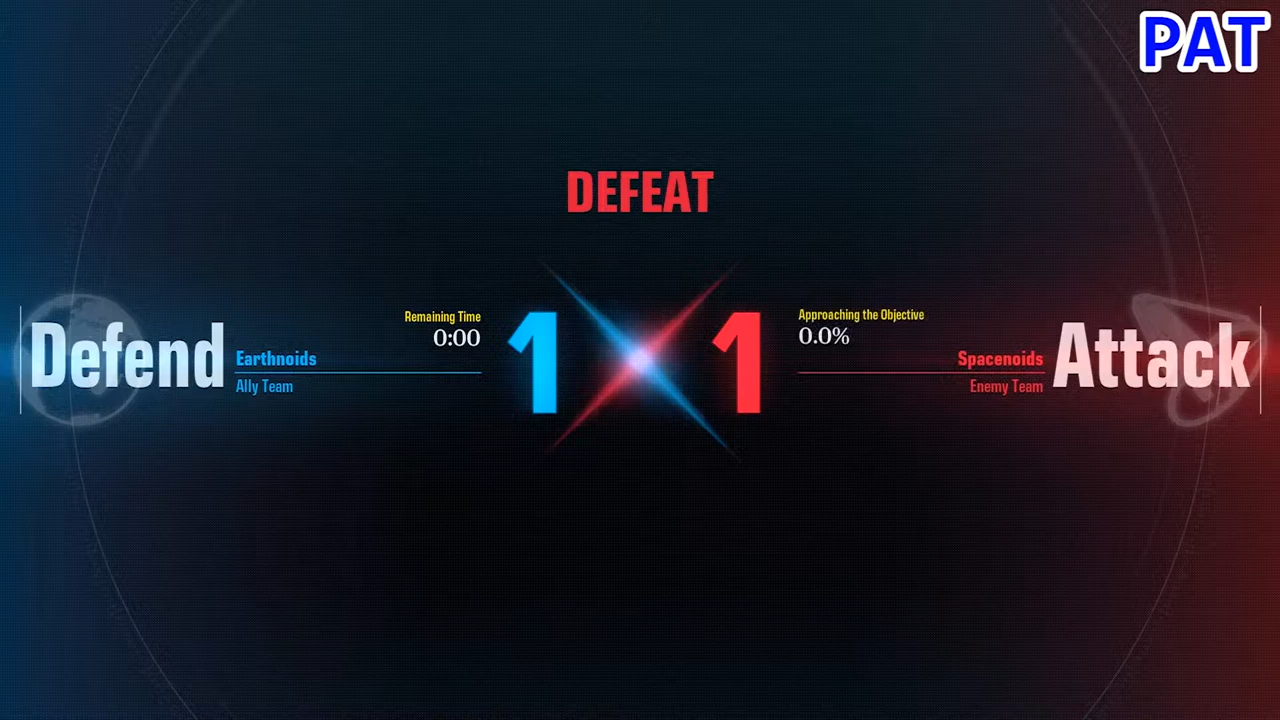 PAT
DEFEAT
Defend
Earthnoids
Ally Team
Remaining Time
0:00
1
1
Approaching the Objective
0.0%
Spacenoids
Enemy Team
Attack